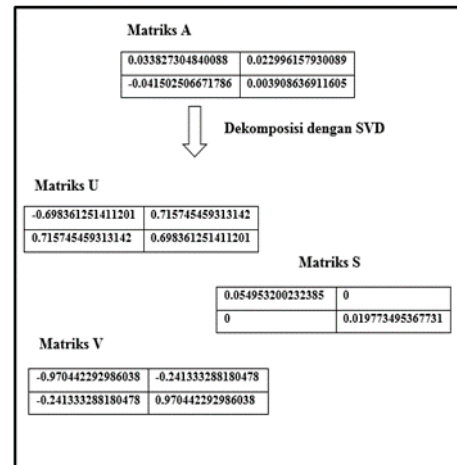 Matriks A
0.033827304840088 0.022996157930089
-0.041502506671786 0.003908636911605
Dekomposisi dengan SVD
Matriks U
-0.698361251411201 0.715745459313142
0.715745459313142 0.698361251411201
Matriks S
0.054953200232385 0
0 0.019773495367731
Matriks V
-0.970442292986038 -0.241333288180478
-0.241333288180478 0.970442292986038